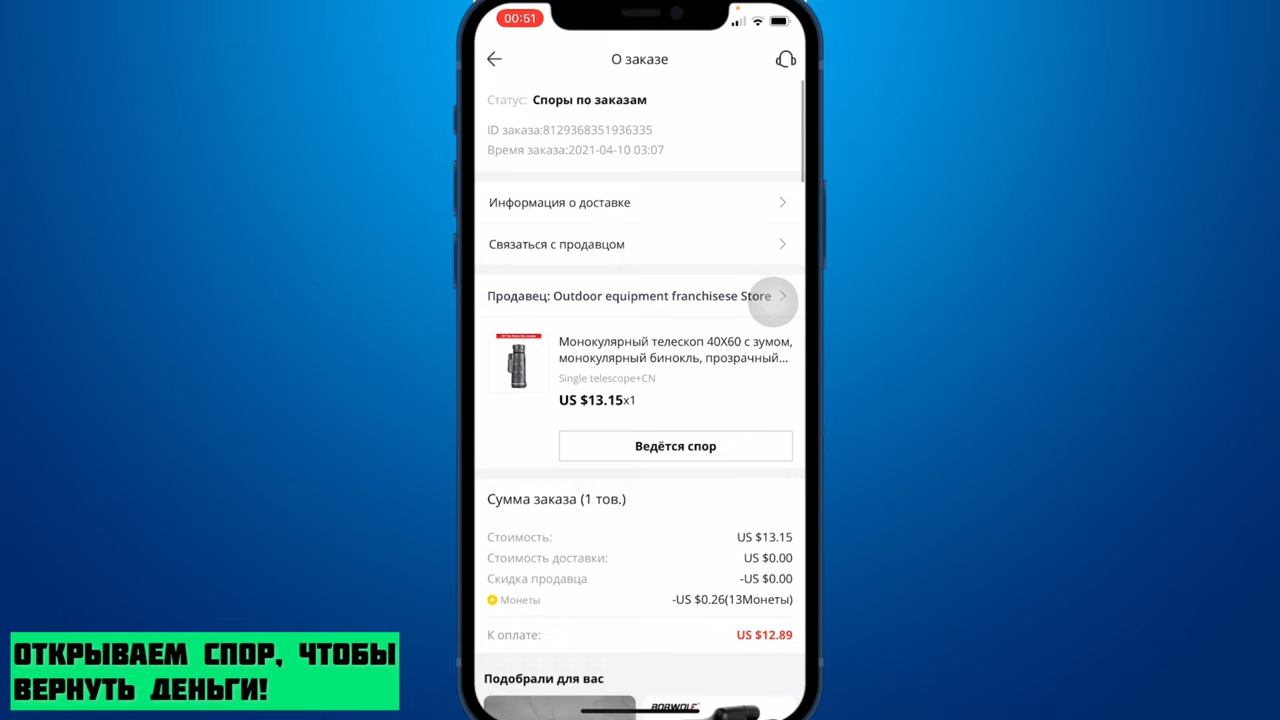 00:51
О заказе
Статус: Споры по заказам
ID заказа:8129368351936335
Время заказа:2021-04-10 03:07
Информация о доставке
Связаться с продавцом
Продавец: Outdoor equipment franchisese Store
Монокулярный телескоп 40X60 с зумом,
монокулярный бинокль, прозрачный...
Single telescope+CN
US $13.15x1
Ведётся спор
Сумма заказа (1 тов.)
Стоимость: US $13.15
Стоимость доставки: US $0.00
Скидка продавца -US $0.00
Монеты -US $0.26(13Монеты)
К оплате: US $12.89
Подобрали для вас
BOBWOLF
ОТКРЫВАЕМ СПОР, ЧТОБЫ
ВЕРНУТЬ ДЕНЬГИ!